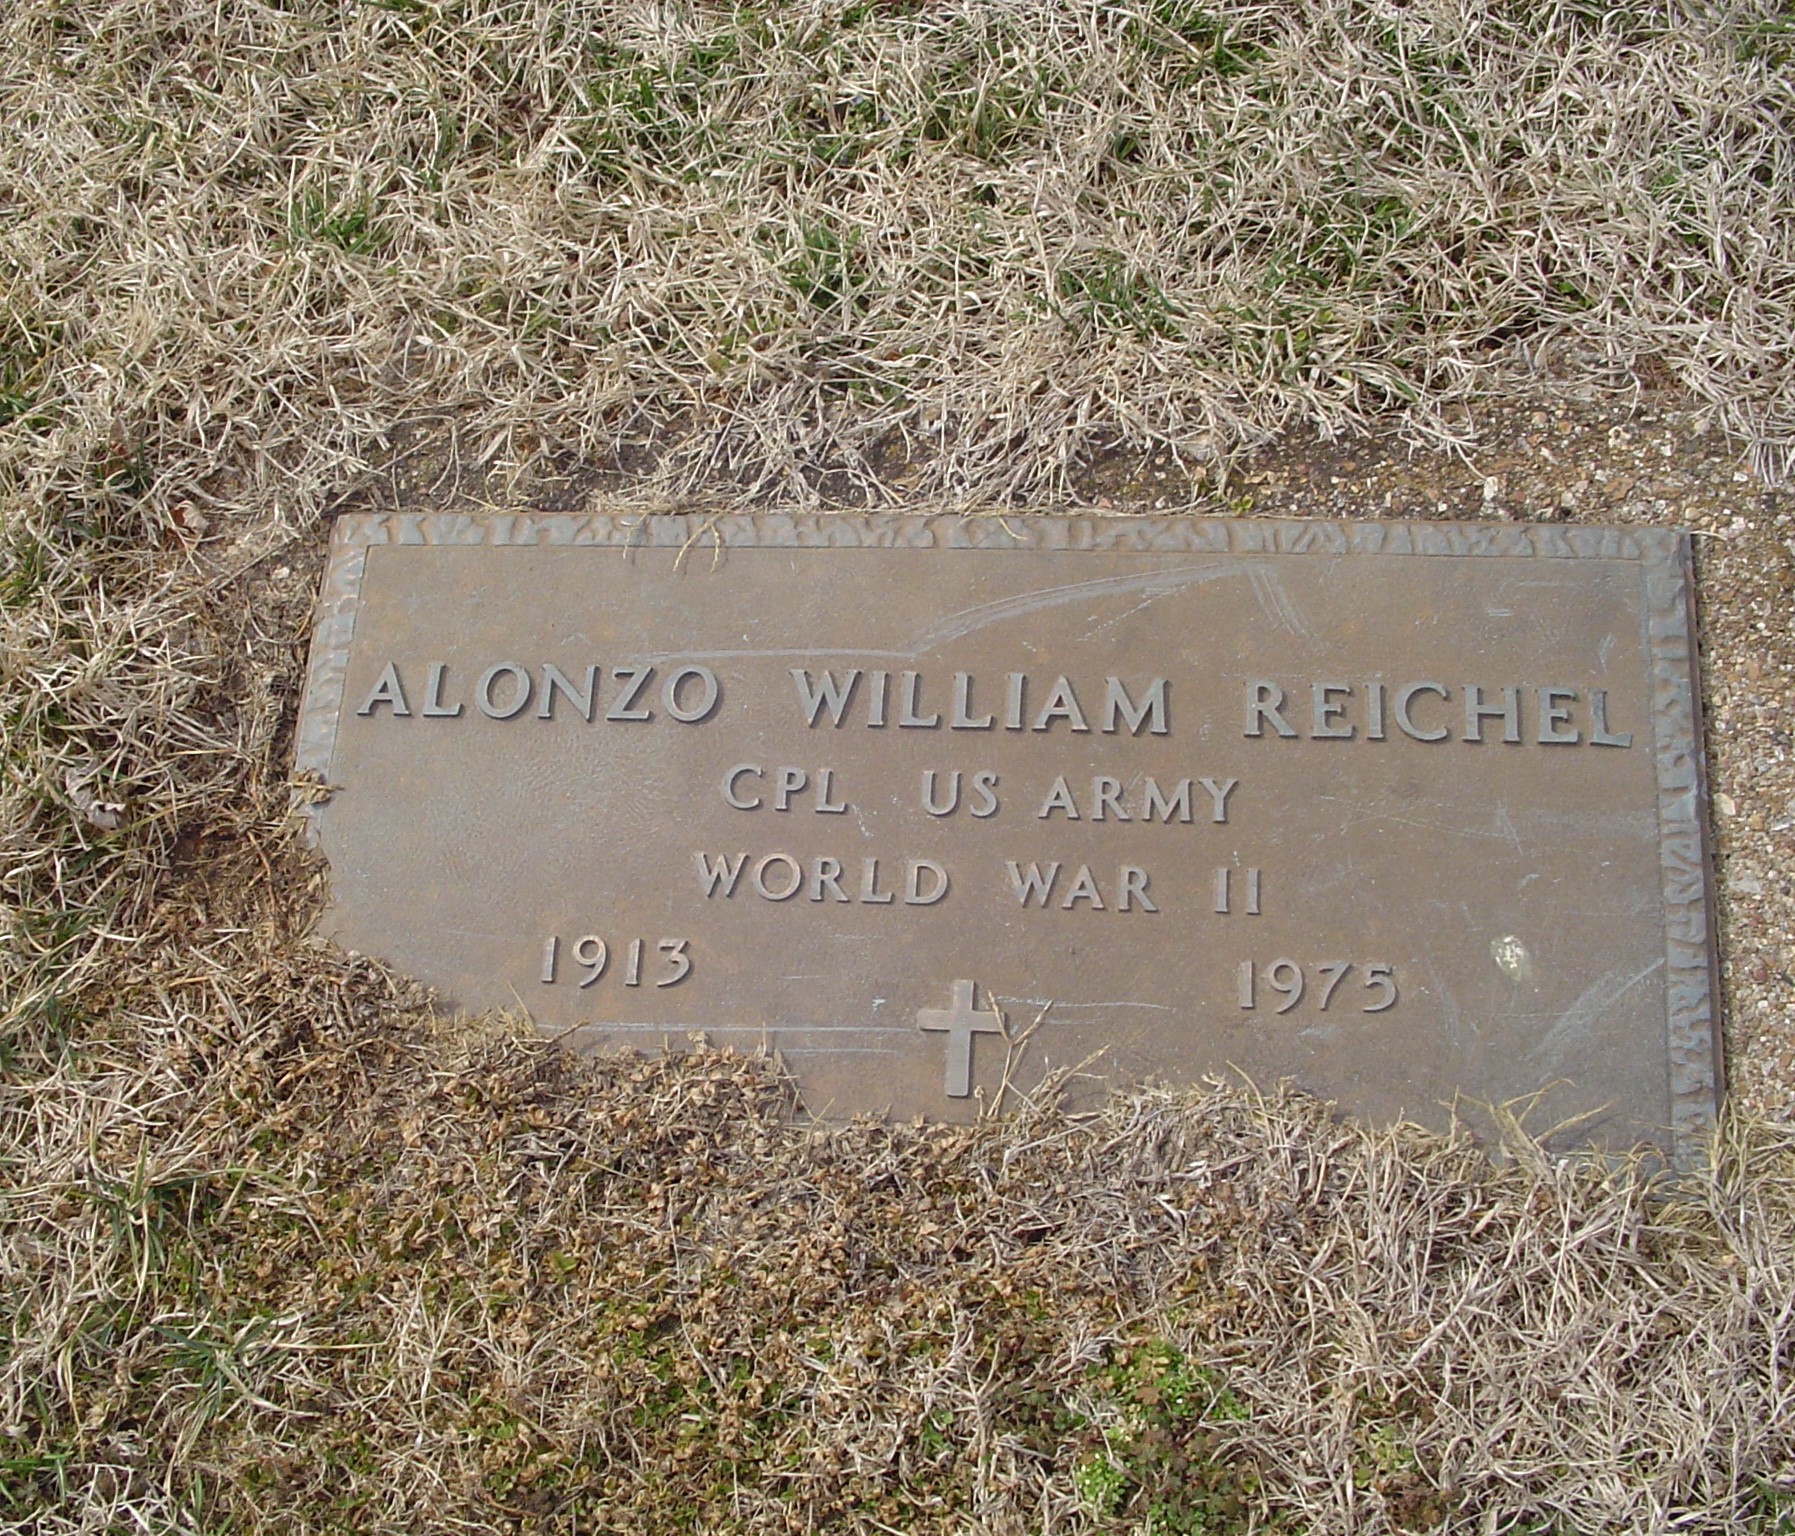 ALONZO WILLIAM REICHEL
CPL US ARMY
WORLD WAR II
1913 1975